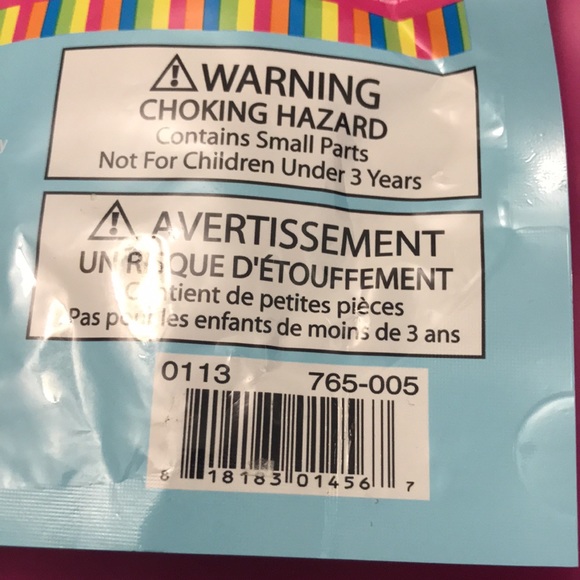 ⚠WARNING
CHOKING HAZARD
Contains Small Parts
Not For Children Under 3 Years
⚠ AVERTISSEMENT
UN RISQUE D'ÉTOUFFEMENT
Contient de petites pièces
Pas pour les enfants de moins de 3 ans
0113 765-005
8 18183 01456 7